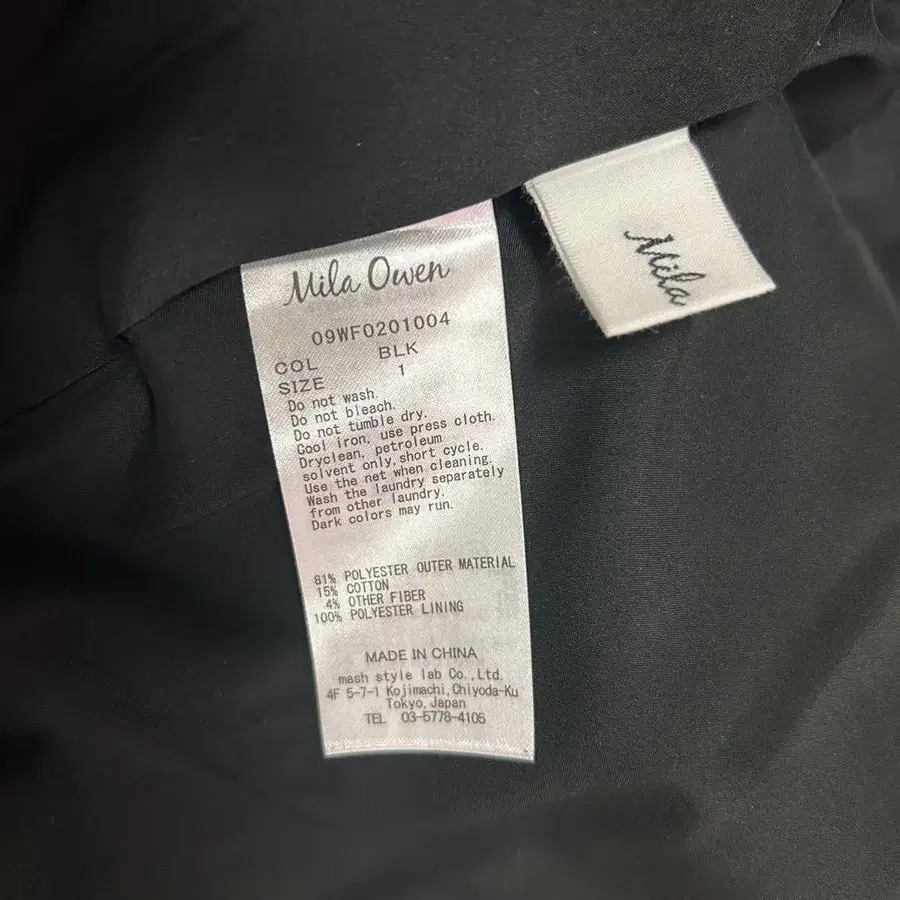 Mila Owen
09WF0201004
COL BLK
SIZE 1
Do not wash.
Do not bleach.
Do not tumble dry.
Cool iron, use press cloth.
Dryclean, petroleum
solvent only, short cycle.
Use the net when cleaning.
Wash the laundry separately
from other laundry.
Dark colors may run.
81% POLYESTER OUTER MATERIAL
15% COTTON
4% OTHER FIBER
100% POLYESTER LINING
MADE IN CHINA
mash style lab Co.,Ltd.
4F 5-7-1 Kojimachi,Chiyoda-Ku
Tokyo,Japan
TEL 03-5778-4106
Mila